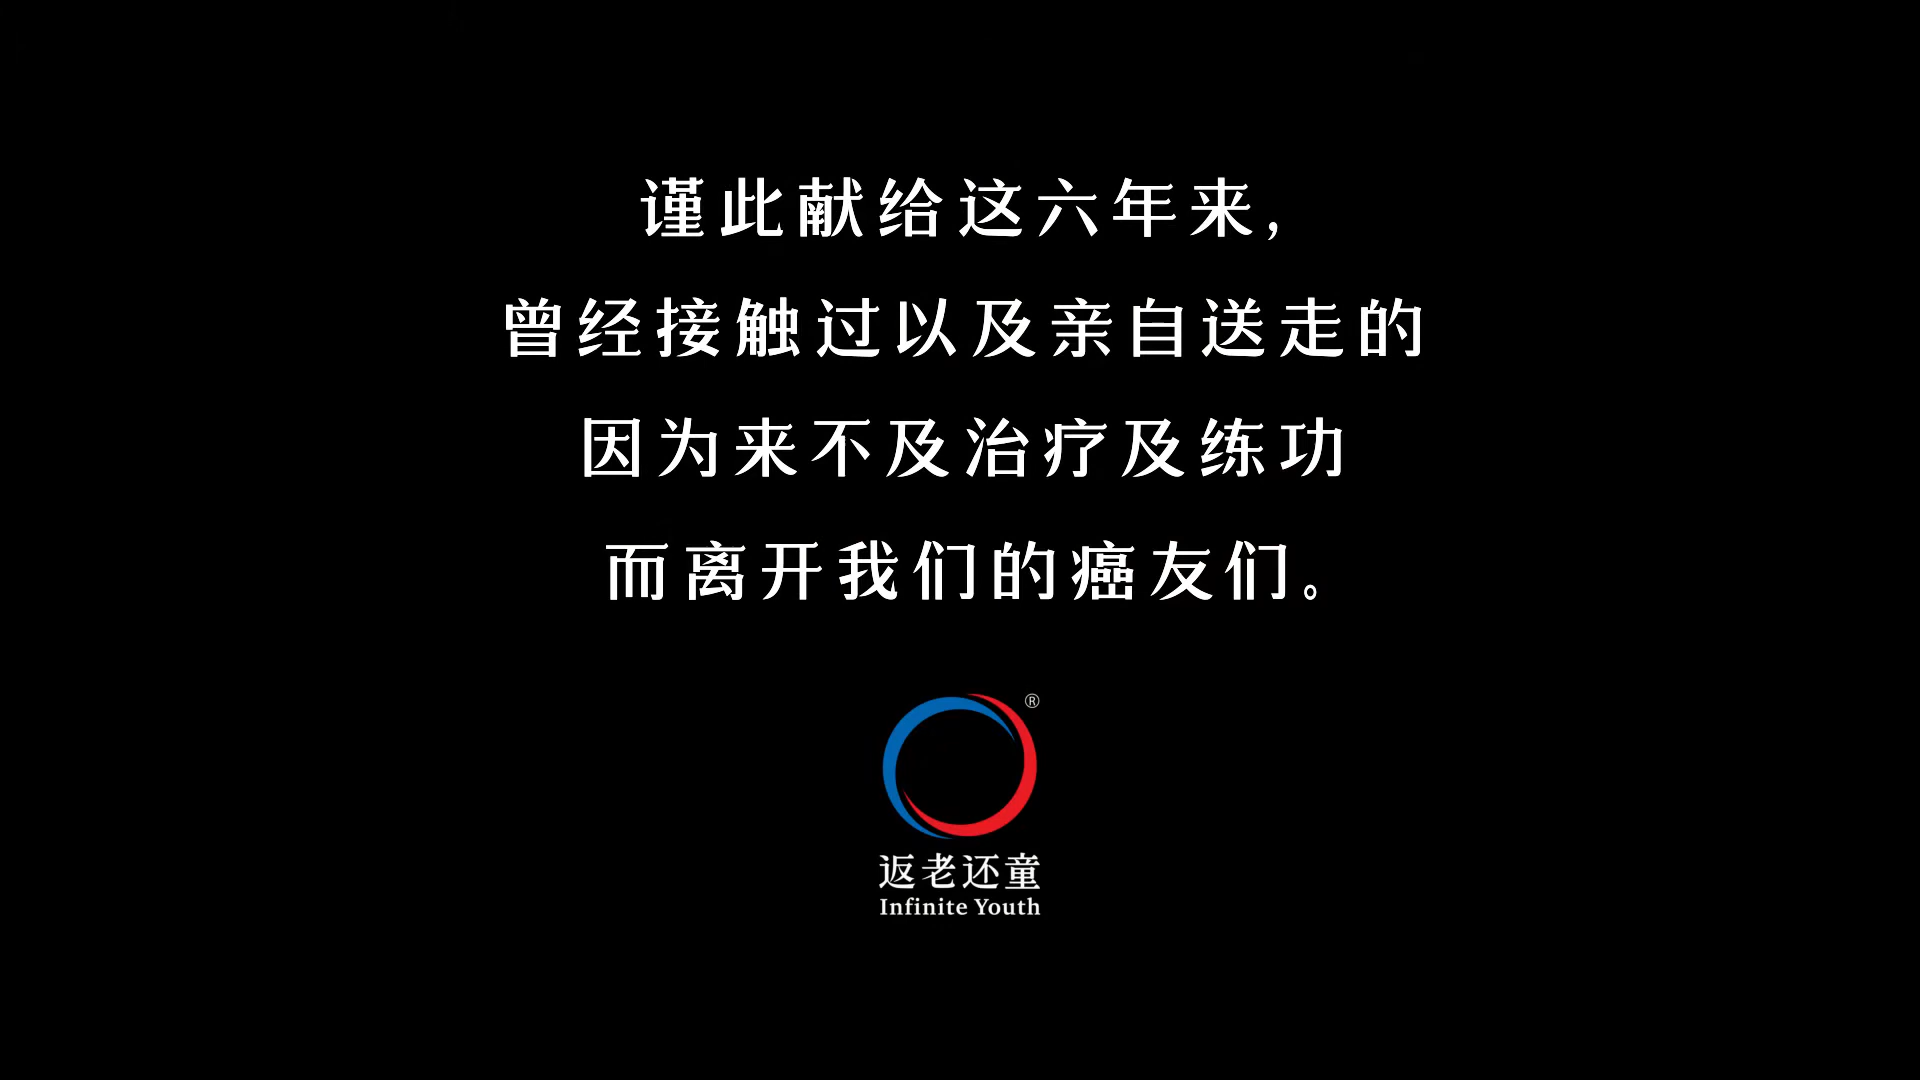 谨此献给这六年来，
曾经接触过以及亲自送走的
因为来不及治疗及练功
而离开我们的癌友们。
®
返老还童
Infinite Youth